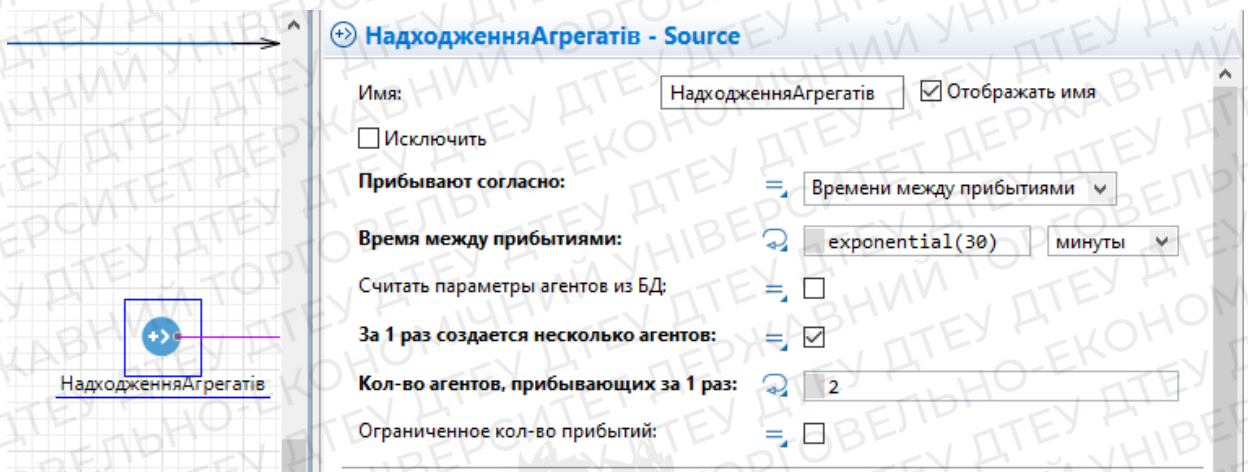 НадходженняАгрегатів - Source
Имя: НадходженняАгрегатів Отображать имя
Исключить
Прибывают согласно: Времени между прибытиями
Время между прибытиями: exponential(30) минуты
Считать параметры агентов из БД:
За 1 раз создается несколько агентов:
Кол-во агентов, прибывающих за 1 раз: 2
Ограниченное кол-во прибытий:
НадходженняАгрегатів